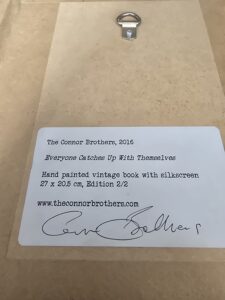 The Connor Brothers, 2016
Everyone Catches Up With Themselves
Hand painted vintage book with silkscreen
27 x 20.5 cm, Edition 2/2
www.theconnorbrothers.com